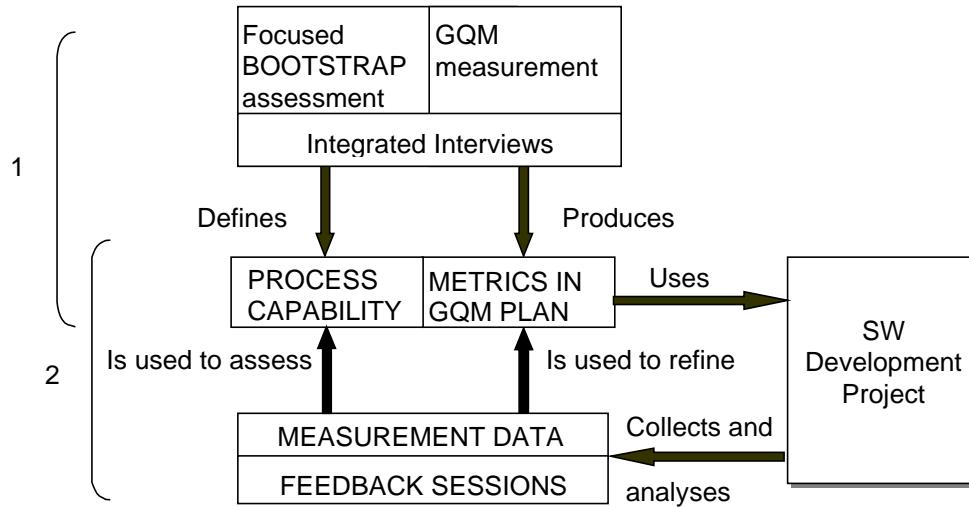 Focused
BOOTSTRAP
assessment
GQM
measurement
Integrated Interviews
1
Defines
Produces
PROCESS
CAPABILITY
METRICS IN
GQM PLAN
Uses
SW
Development
Project
2
Is used to assess
Is used to refine
MEASUREMENT DATA
FEEDBACK SESSIONS
Collects and
analyses